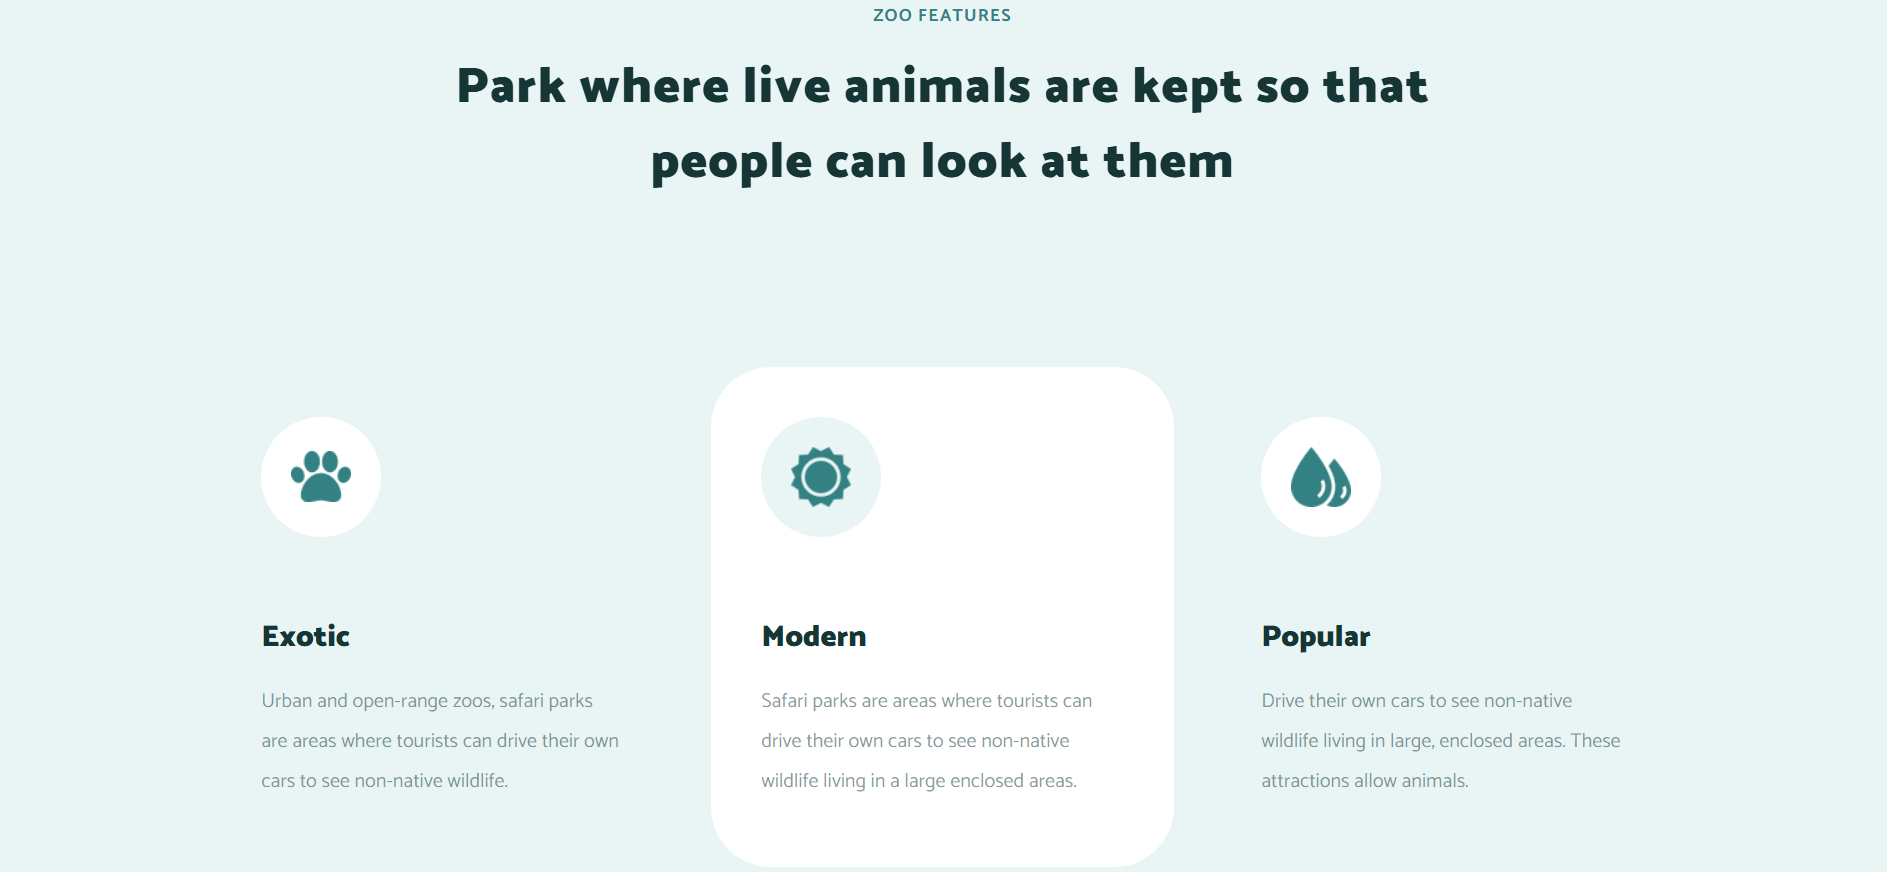 ZOO FEATURES
Park where live animals are kept so that
people can look at them
Exotic
Urban and open-range zoos, safari parks
are areas where tourists can drive their own
cars to see non-native wildlife.
Modern
Safari parks are areas where tourists can
drive their own cars to see non-native
wildlife living in a large enclosed areas.
Popular
Drive their own cars to see non-native
wildlife living in large, enclosed areas. These
attractions allow animals.